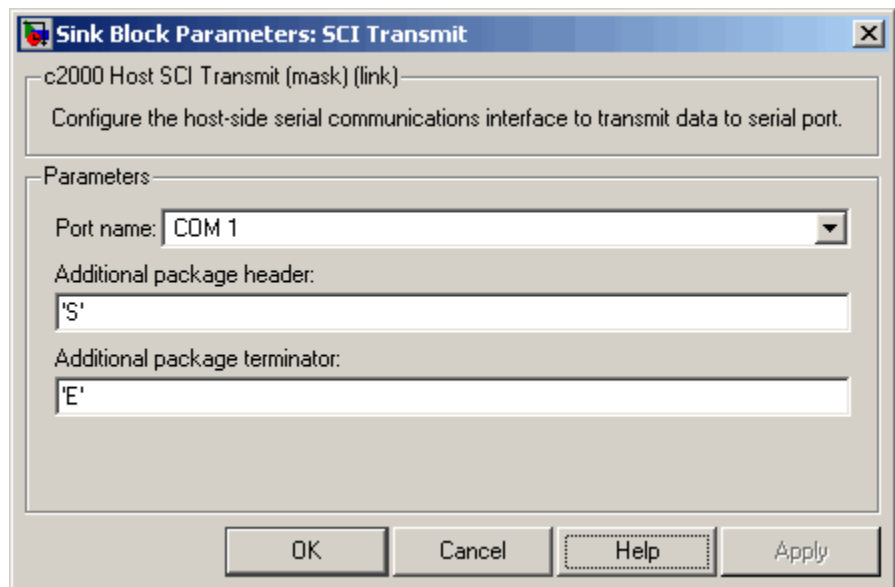 Sink Block Parameters: SCI Transmit
c2000 Host SCI Transmit (mask) (link)
Configure the host-side serial communications interface to transmit data to serial port.
Parameters
Port name: COM 1
Additional package header:
'S'
Additional package terminator:
'E'
OK Cancel Help Apply